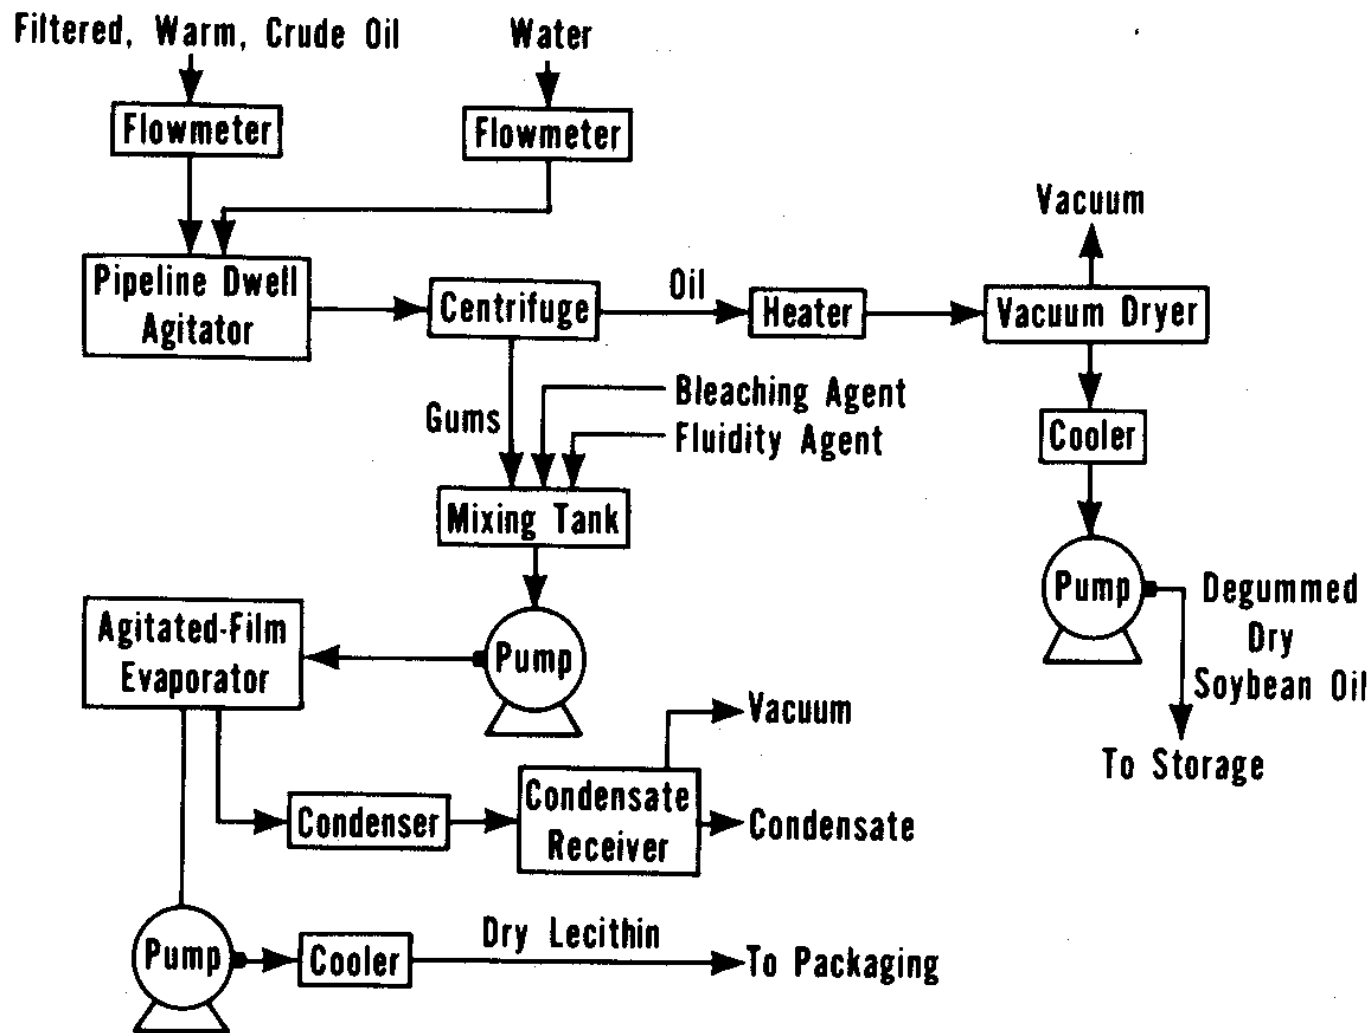 Filtered, Warm, Crude Oil
Water
Flowmeter
Flowmeter
Vacuum
Pipeline Dwell
Agitator
Centrifuge
Oil
Heater
Vacuum Dryer
Gums
Bleaching Agent
Fluidity Agent
Cooler
Mixing Tank
Pump
Degummed
Dry
Soybean Oil
To Storage
Agitated-Film
Evaporator
Pump
Vacuum
Condenser
Condensate
Receiver
Condensate
Pump
Cooler
Dry Lecithin
To Packaging